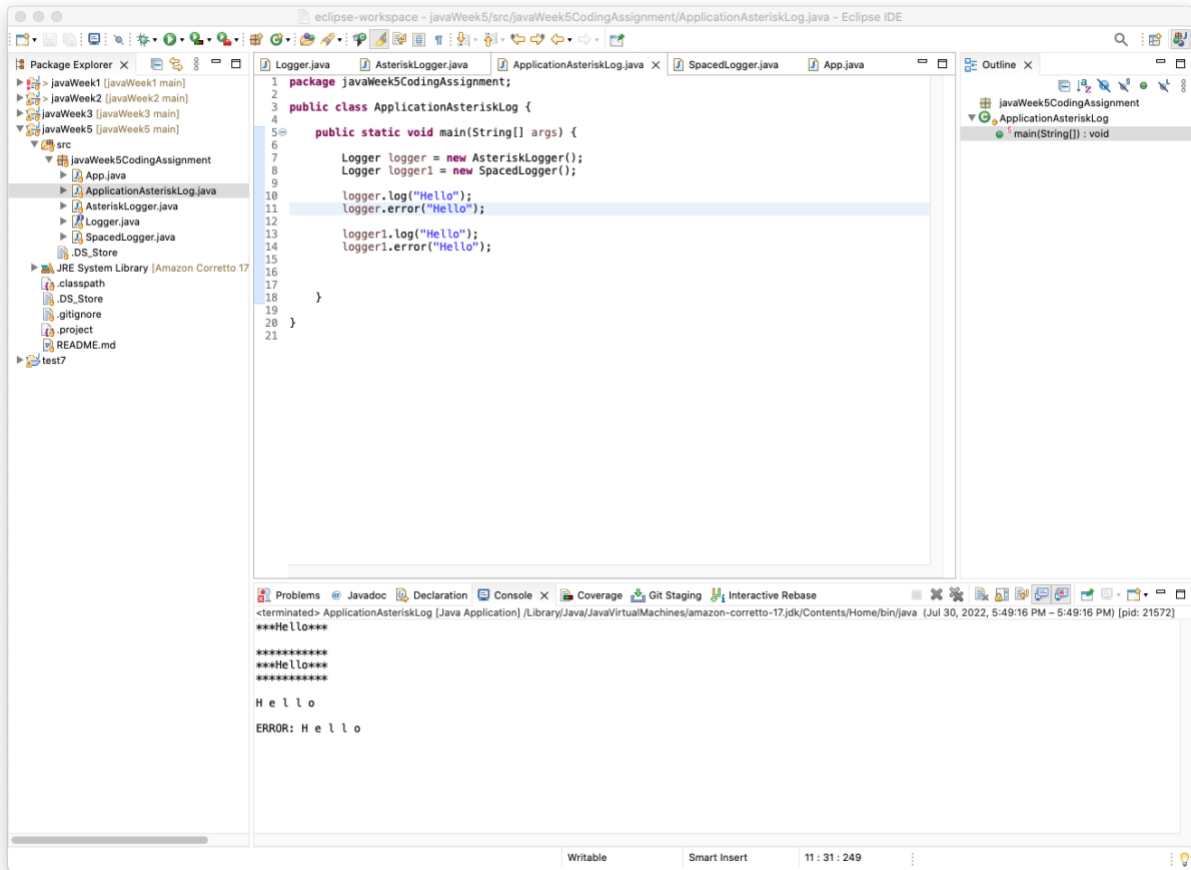 eclipse-workspace - javaWeek5/src/javaWeek5CodingAssignment/ApplicationAsteriskLog.java - Eclipse IDE
Package Explorer
> javaWeek1 [javaWeek1 main]
> javaWeek2 [javaWeek2 main]
javaWeek3 [javaWeek3 main]
javaWeek5 [javaWeek5 main]
src
javaWeek5CodingAssignment
App.java
ApplicationAsteriskLog.java
AsteriskLogger.java
Logger.java
SpacedLogger.java
.DS_Store
JRE System Library [Amazon Corretto 17
.classpath
.DS_Store
.gitignore
.project
README.md
test7
Logger.java AsteriskLogger.java ApplicationAsteriskLog.java SpacedLogger.java App.java
1 package javaWeek5CodingAssignment;
2
3 public class ApplicationAsteriskLog {
4
5 public static void main(String[] args) {
6
7 Logger logger = new AsteriskLogger();
8 Logger logger1 = new SpacedLogger();
9
10 logger.log("Hello");
11 logger.error("Hello");
12
13 logger1.log("Hello");
14 logger1.error("Hello");
15
16
17
18 }
19
20 }
21
Outline
javaWeek5CodingAssignment
ApplicationAsteriskLog
main(String[]) : void
Problems Javadoc Declaration Console Coverage Git Staging Interactive Rebase
<terminated> ApplicationAsteriskLog [Java Application] /Library/Java/JavaVirtualMachines/amazon-corretto-17.jdk/Contents/Home/bin/java (Jul 30, 2022, 5:49:16 PM – 5:49:16 PM) [pid: 21572]
***Hello***
***********
***Hello***
***********
H e l l o
ERROR: H e l l o
Writable Smart Insert 11 : 31 : 249